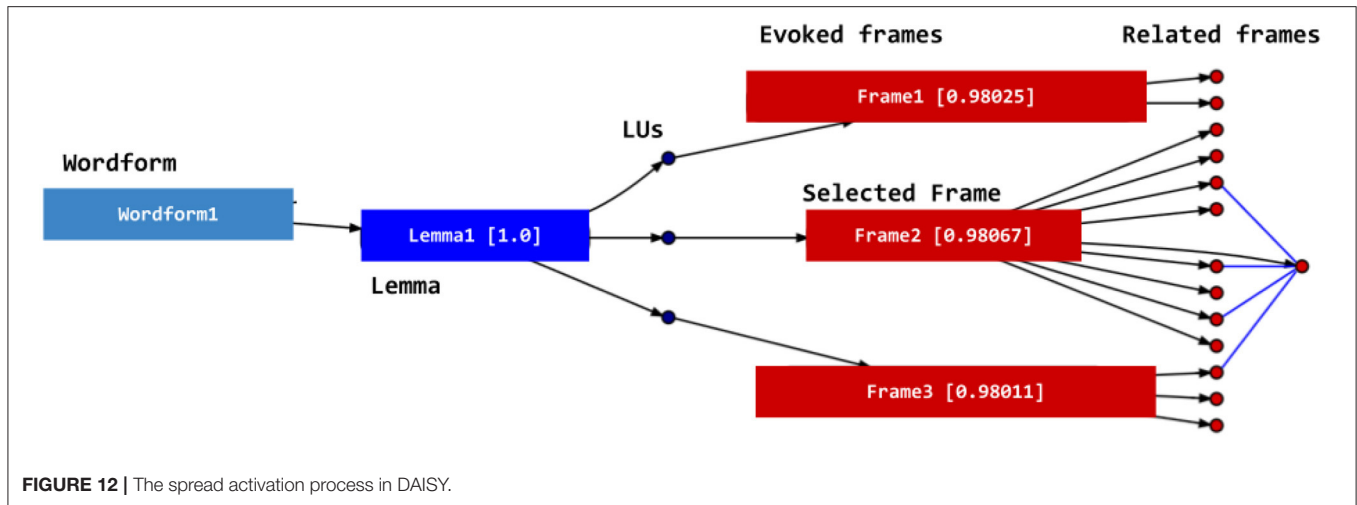 Evoked frames
Related frames
Frame1 [0.98025]
LUs
Wordform
Selected Frame
Wordform1
Lemma1 [1.0]
Frame2 [0.98067]
Lemma
Frame3 [0.98011]
FIGURE 12 | The spread activation process in DAISY.